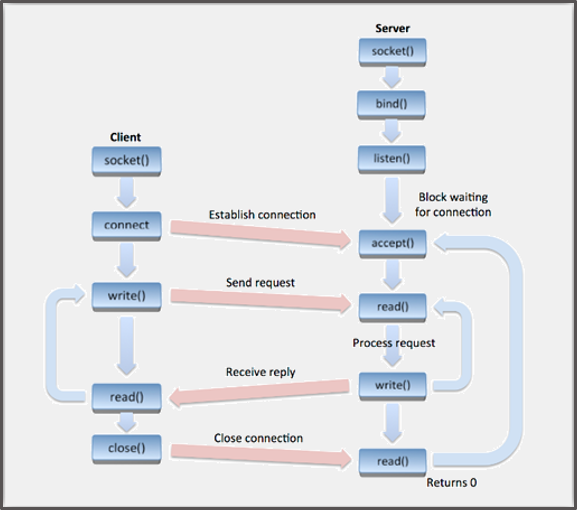 Server
socket()
bind()
Client
listen()
socket()
Block waiting
for connection
Establish connection
connect
accept()
Send request
write()
read()
Process request
Receive reply
write()
read()
Close connection
close()
read()
Returns 0